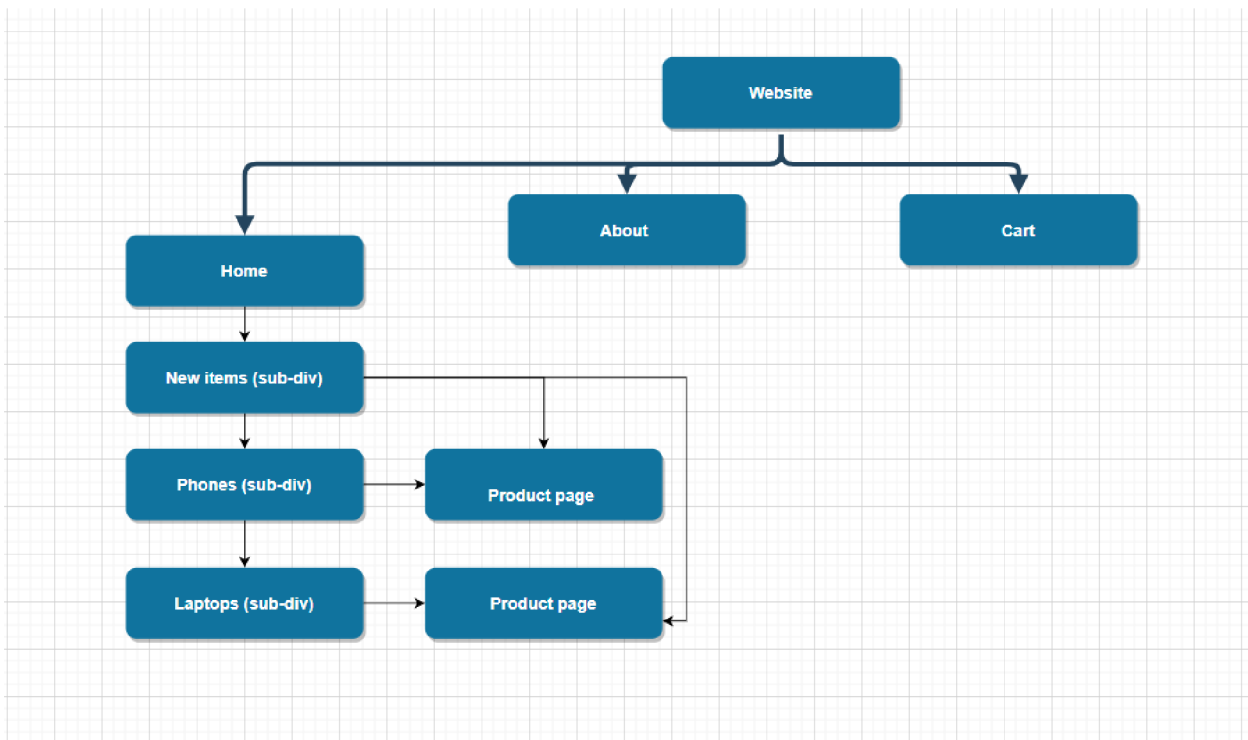 Website
About
Cart
Home
New items (sub-div)
Phones (sub-div)
Product page
Laptops (sub-div)
Product page